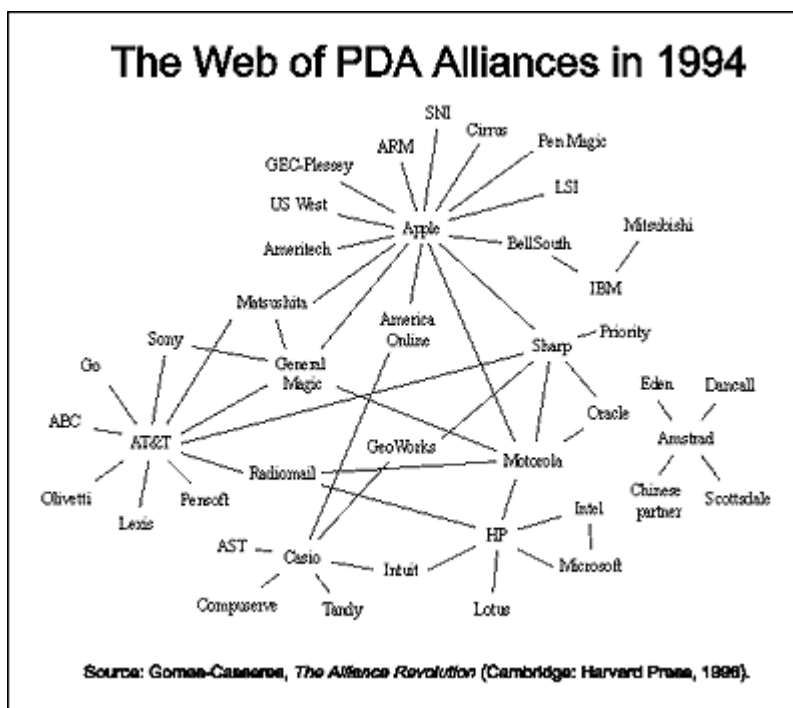 The Web of PDA Alliances in 1994
SNI
Cirrus
ARM
Pen Magic
GEC-Plessey
LSI
US West
Apple
Mitsubishi
Ameritech
BellSouth
IBM
Matsushita
America
Online
Sony
Sharp
Priority
General
Magic
Go
Eden
Dancall
ABC
Oracle
AT&T
GeoWorks
Amstrad
Radiomail
Motorola
Olivetti
Pensoft
Chinese
partner
Scottsdale
Lexis
Intel
HP
AST
Casio
Intuit
Microsoft
Compuserve
Tandy
Lotus
Source: Gomes-Casseres, The Alliance Revolution (Cambridge: Harvard Press, 1996).